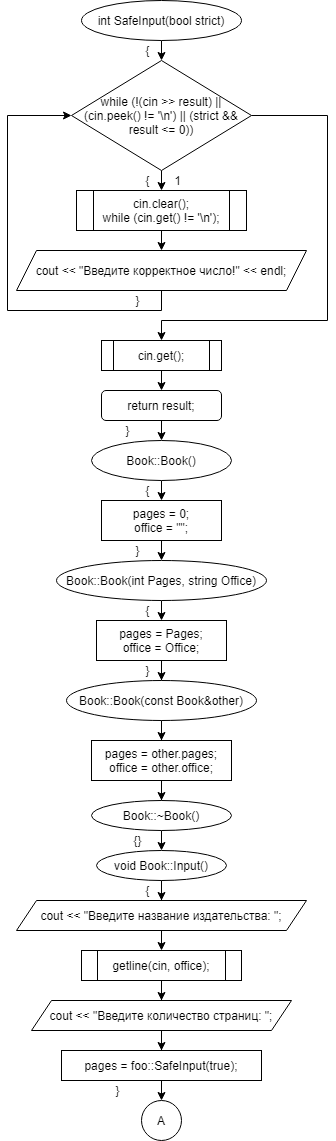 int SafeInput(bool strict)
{
while (!(cin >> result) ||
(cin.peek() != '\n') || (strict &&
result <= 0))
{ 1
cin.clear();
while (cin.get() != '\n');
cout << "Введите корректное число!" << endl;
}
cin.get();
return result;
}
Book::Book()
{
pages = 0;
office = "";
}
Book::Book(int Pages, string Office)
{
pages = Pages;
office = Office;
}
Book::Book(const Book&other)
pages = other.pages;
office = other.office;
Book::~Book()
{}
void Book::Input()
{
cout << "Введите название издательства: ";
getline(cin, office);
cout << "Введите количество страниц: ";
pages = foo::SafeInput(true);
}
A